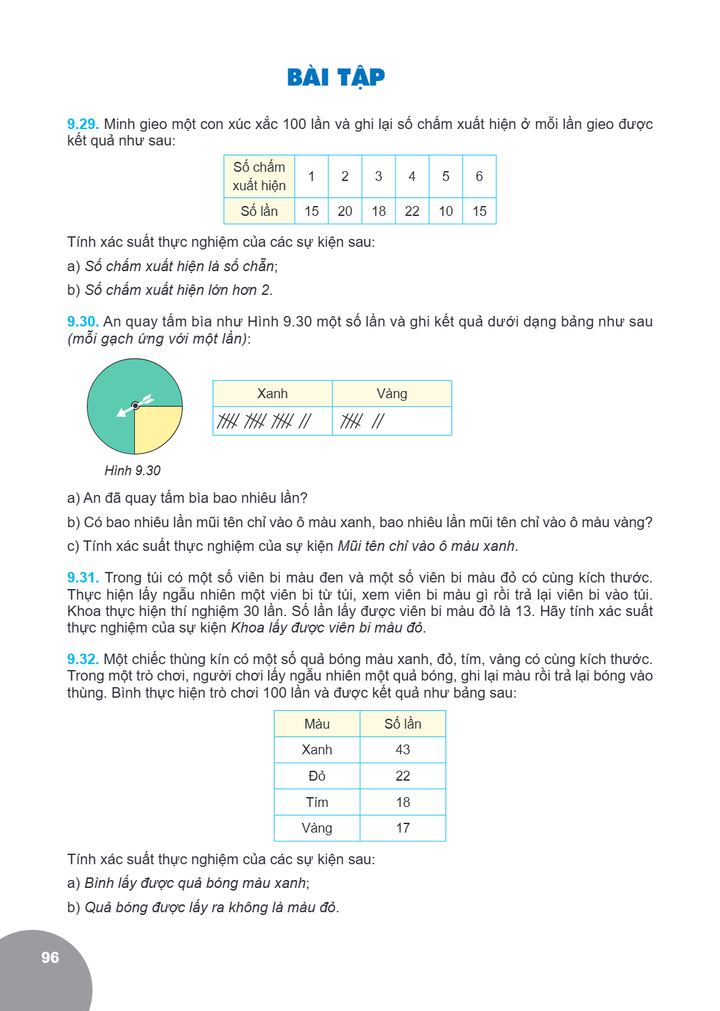 BÀI TẬP
9.29. Minh gieo một con xúc xắc 100 lần và ghi lại số chấm xuất hiện ở mỗi lần gieo được
kết quả như sau:
Số chấm
xuất hiện
1 2 3 4 5 6
Số lần 15 20 18 22 10 15
Tính xác suất thực nghiệm của các sự kiện sau:
a) Số chấm xuất hiện là số chẵn;
b) Số chấm xuất hiện lớn hơn 2.
9.30. An quay tấm bìa như Hình 9.30 một số lần và ghi kết quả dưới dạng bảng như sau
(mỗi gạch ứng với một lần):
Xanh Vàng
Hình 9.30
a) An đã quay tấm bìa bao nhiêu lần?
b) Có bao nhiêu lần mũi tên chỉ vào ô màu xanh, bao nhiêu lần mũi tên chỉ vào ô màu vàng?
c) Tính xác suất thực nghiệm của sự kiện Mũi tên chỉ vào ô màu xanh.
9.31. Trong túi có một số viên bi màu đen và một số viên bi màu đỏ có cùng kích thước.
Thực hiện lấy ngẫu nhiên một viên bi từ túi, xem viên bi màu gì rồi trả lại viên bi vào túi.
Khoa thực hiện thí nghiệm 30 lần. Số lần lấy được viên bi màu đỏ là 13. Hãy tính xác suất
thực nghiệm của sự kiện Khoa lấy được viên bi màu đỏ.
9.32. Một chiếc thùng kín có một số quả bóng màu xanh, đỏ, tím, vàng có cùng kích thước.
Trong một trò chơi, người chơi lấy ngẫu nhiên một quả bóng, ghi lại màu rồi trả lại bóng vào
thùng. Bình thực hiện trò chơi 100 lần và được kết quả như bảng sau:
Màu Số lần
Xanh 43
Đỏ 22
Tím 18
Vàng 17
Tính xác suất thực nghiệm của các sự kiện sau:
a) Bình lấy được quả bóng màu xanh;
b) Quả bóng được lấy ra không là màu đỏ.
96